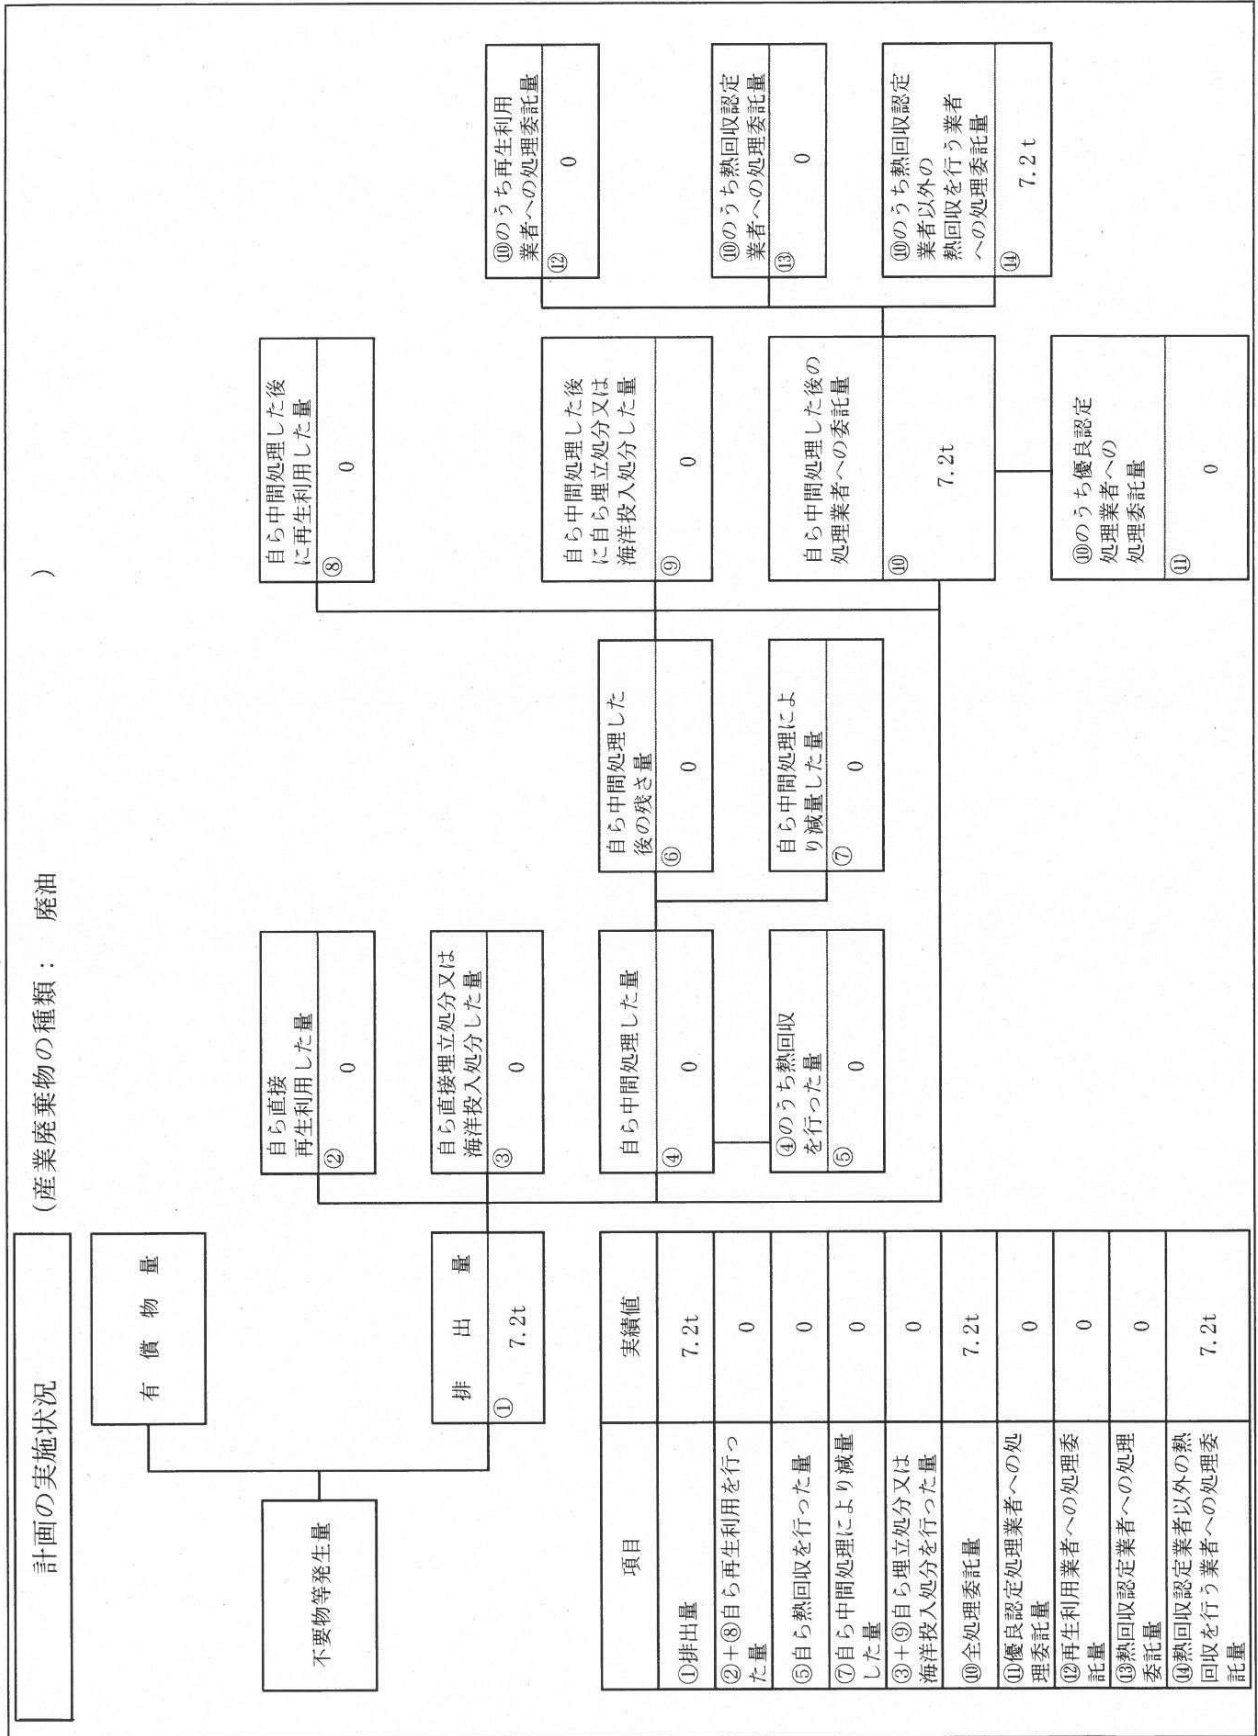 計画の実施状況
(産業廃棄物の種類： 廃油 )
不要物等発生量
有 償 物 量
排 出 量
①
7.2t
自ら直接
再生利用した量
②
0
自ら直接埋立処分又は
海洋投入処分した量
③
0
自ら中間処理した量
④
0
④のうち熱回収
を行った量
⑤
0
自ら中間処理した
後の残さ量
⑥
0
自ら中間処理によ
り減量した量
⑦
0
自ら中間処理した後
に再生利用した量
⑧
0
自ら中間処理した後
に自ら埋立処分又は
海洋投入処分した量
⑨
0
自ら中間処理した後の
処理業者への委託量
⑩
7.2t
⑩のうち優良認定
処理業者への
処理委託量
⑪
0
⑩のうち再生利用
業者への処理委託量
⑫
0
⑩のうち熱回収認定
業者への処理委託量
⑬
0
⑩のうち熱回収認定
業者以外の
熱回収を行う業者
への処理委託量
⑭
7.2t
項目 実績値
①排出量 7.2t
②+⑧自ら再生利用を行っ
た量 0
⑤自ら熱回収を行った量 0
⑦自ら中間処理により減量
した量 0
③+⑨自ら埋立処分又は
海洋投入処分を行った量 0
⑩全処理委託量 7.2t
⑪優良認定処理業者への処
理委託量 0
⑫再生利用業者への処理委
託量 0
⑬熱回収認定業者への処理
委託量 0
⑭熱回収認定業者以外の熱
回収を行う業者への処理委
託量 7.2t